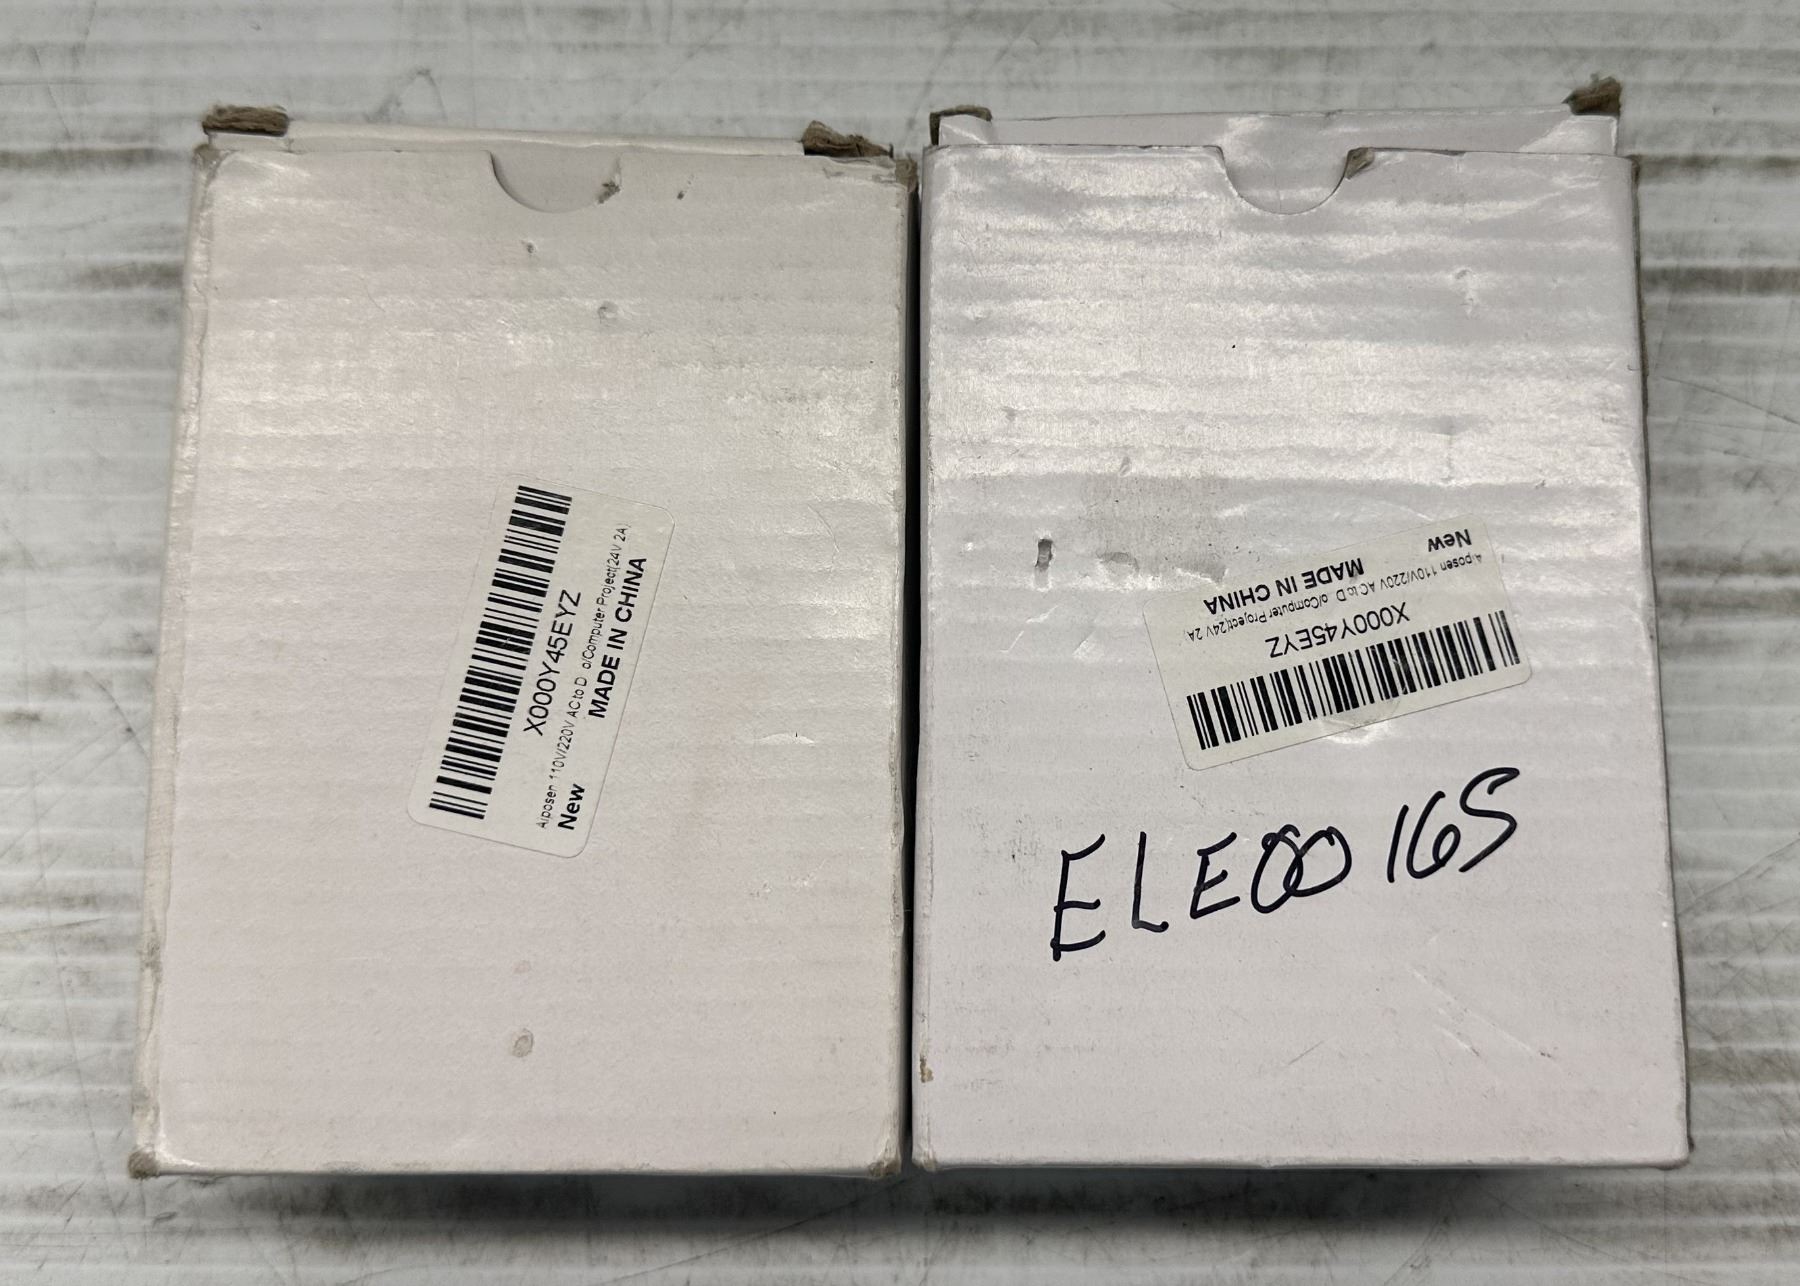 X000Y45EYZ
Aiposen 110V/220V AC to D o/Computer Project(24V 2A)
New
MADE IN CHINA
X000Y45EYZ
Aiposen 110V/220V AC to D o/Computer Project(24V 2A)
New
MADE IN CHINA
ELE00165